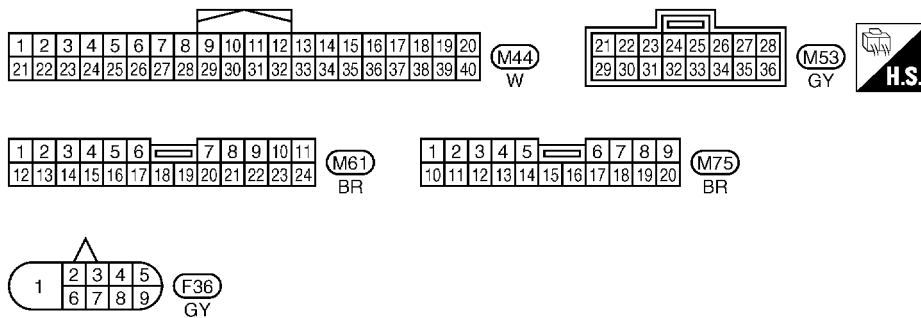 1 2 3 4 5 6 7 8 9 10 11 12 13 14 15 16 17 18 19 20
21 22 23 24 25 26 27 28 29 30 31 32 33 34 35 36 37 38 39 40
M44
W
21 22 23 24 25 26 27 28
29 30 31 32 33 34 35 36
M53
GY
H.S.
1 2 3 4 5 6 7 8 9 10 11
12 13 14 15 16 17 18 19 20 21 22 23 24
M61
BR
1 2 3 4 5 6 7 8 9
10 11 12 13 14 15 16 17 18 19 20
M75
BR
1
2 3 4 5
6 7 8 9
F36
GY